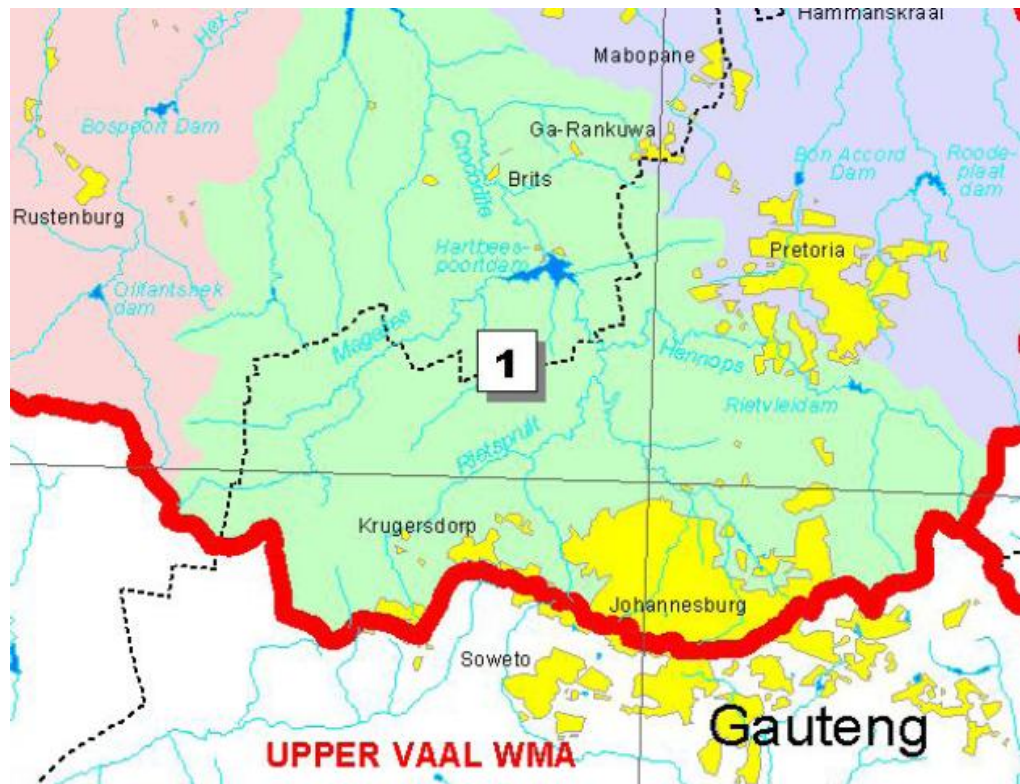 Hammanskraal
Mabopane
Hex
Bospoort Dam
Ga-Rankuwa
Crocodile
Brits
Bon Accord
Dam
Roode-
plaat
dam
Rustenburg
Hartbees-
poortdam
Pretoria
Olifantshek
dam
Magalies
1
Hennops
Rietvleidam
Rietspruit
Krugersdorp
Johannesburg
Soweto
Gauteng
UPPER VAAL WMA